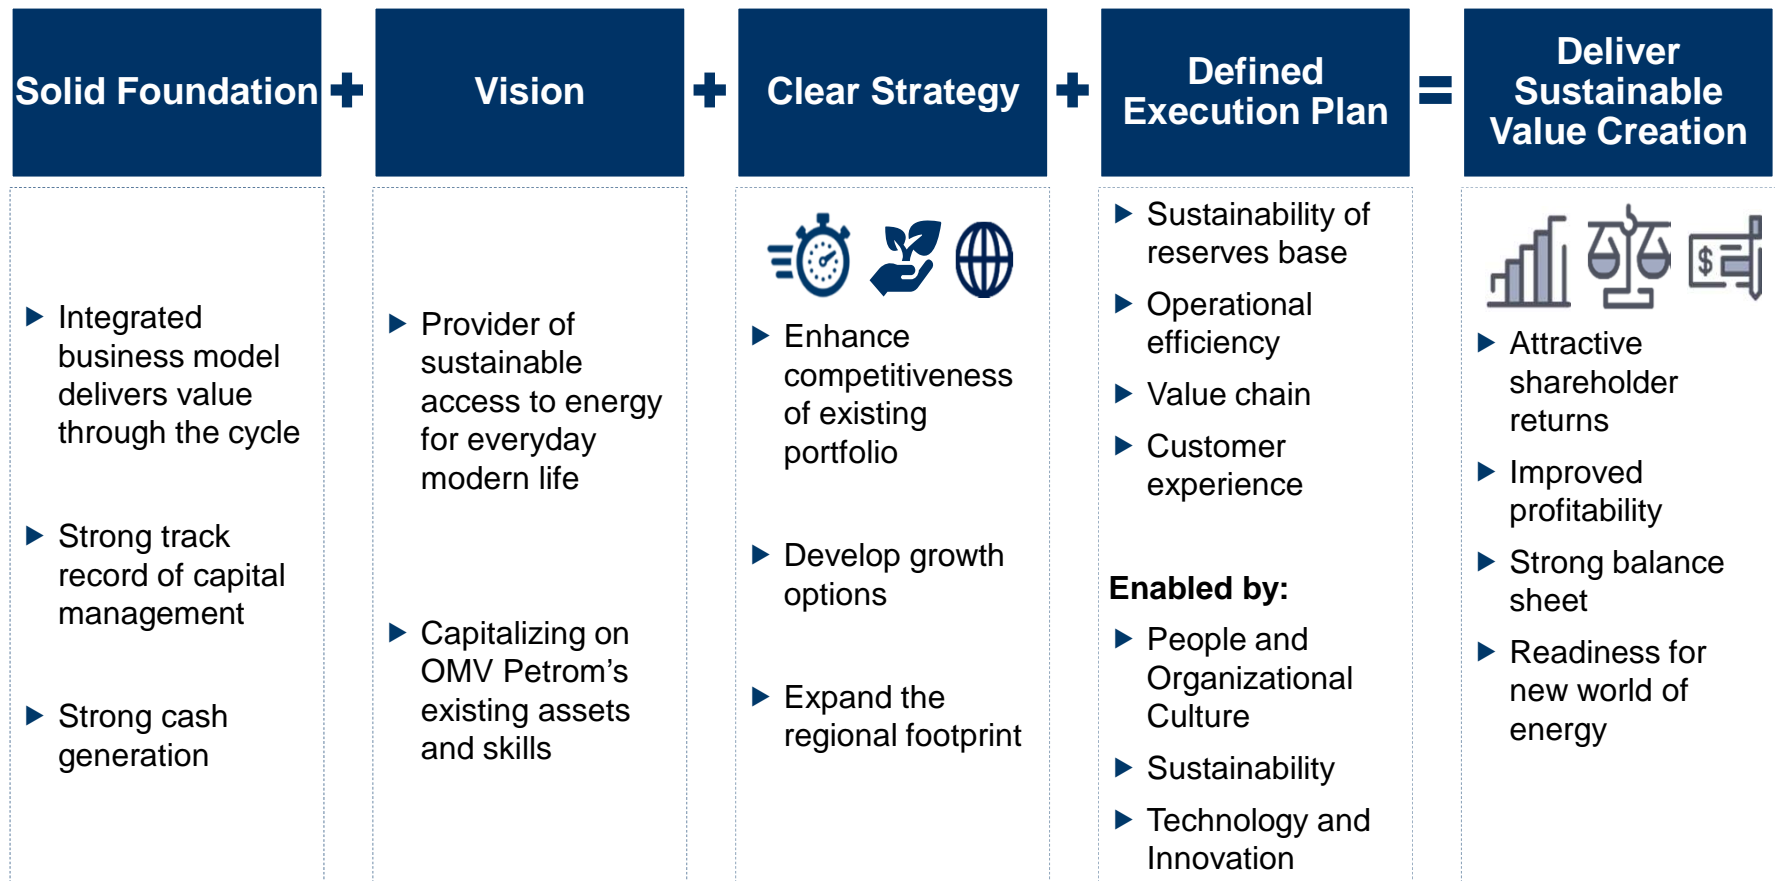 Solid Foundation
+
Vision
+
Clear Strategy
+
Defined
Execution Plan
=
Deliver
Sustainable
Value Creation
Integrated
business model
delivers value
through the cycle
Strong track
record of capital
management
Strong cash
generation
Provider of
sustainable
access to energy
for everyday
modern life
Capitalizing on
OMV Petrom’s
existing assets
and skills
Enhance
competitiveness
of existing
portfolio
Develop growth
options
Expand the
regional footprint
Sustainability of
reserves base
Operational
efficiency
Value chain
Customer
experience
Enabled by:
People and
Organizational
Culture
Sustainability
Technology and
Innovation
$
Attractive
shareholder
returns
Improved
profitability
Strong balance
sheet
Readiness for
new world of
energy